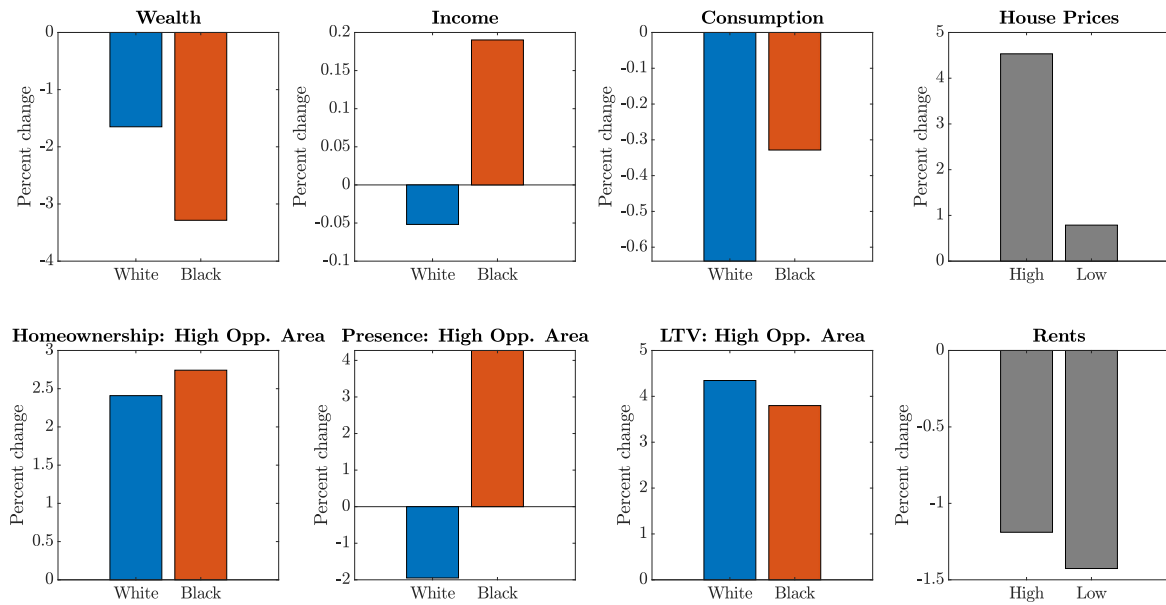 Wealth
Percent change
0
-1
-2
-3
-4
White Black
Income
Percent change
0.2
0.15
0.1
0.05
0
-0.05
-0.1
White Black
Consumption
Percent change
0
-0.1
-0.2
-0.3
-0.4
-0.5
-0.6
White Black
House Prices
Percent change
5
4
3
2
1
0
High Low
Homeownership: High Opp. Area
Percent change
3
2.5
2
1.5
1
0.5
0
White Black
Presence: High Opp. Area
Percent change
4
3
2
1
0
-1
-2
White Black
LTV: High Opp. Area
Percent change
5
4
3
2
1
0
White Black
Rents
Percent change
0
-0.5
-1
-1.5
High Low